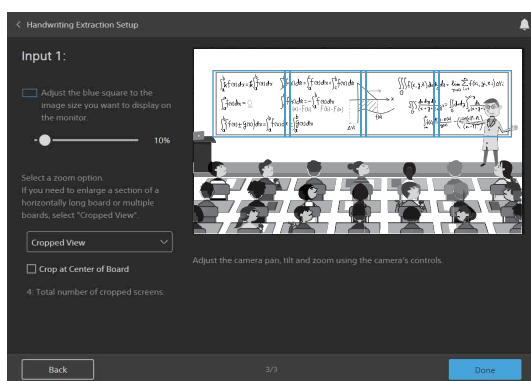 Handwriting Extraction Setup
Input 1:
Adjust the blue square to the
image size you want to display on
the monitor.
10%
Select a zoom option.
If you need to enlarge a section of a
horizontally long board or multiple
boards, select "Cropped View".
Cropped View
Crop at Center of Board
4: Total number of cropped screens.
Adjust the camera pan, tilt and zoom using the camera's controls.
Back
3/3
Done